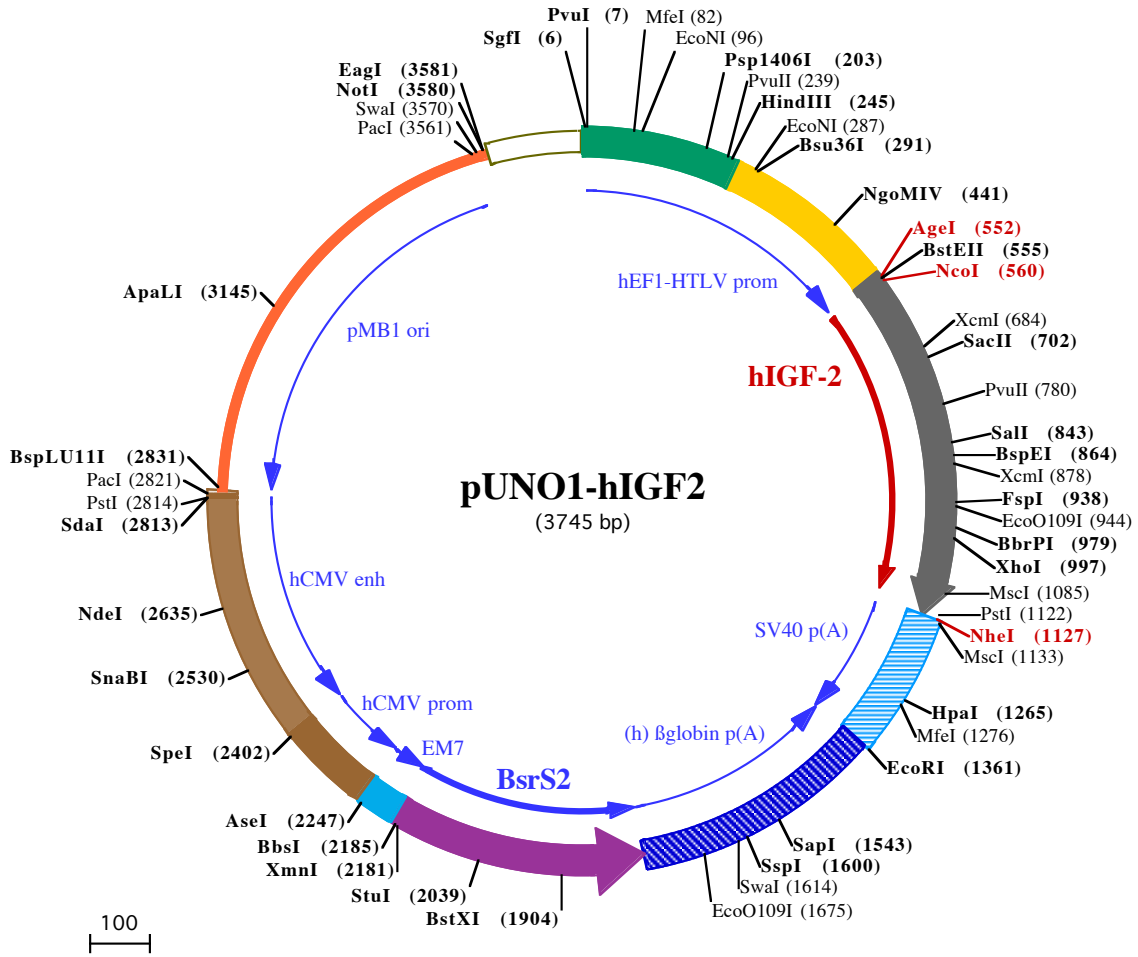 PvuI (7)
SgfI (6)
MfeI (82)
EcoNI (96)
Psp1406I (203)
PvuII (239)
HindIII (245)
EcoNI (287)
Bsu36I (291)
NgoMIV (441)
AgeI (552)
BstEII (555)
NcoI (560)
XcmI (684)
SacII (702)
PvuII (780)
SalI (843)
BspEI (864)
XcmI (878)
FspI (938)
EcoO109I (944)
BbrPI (979)
XhoI (997)
MscI (1085)
PstI (1122)
NheI (1127)
MscI (1133)
HpaI (1265)
MfeI (1276)
EcoRI (1361)
SapI (1543)
SspI (1600)
SwaI (1614)
EcoO109I (1675)
BstXI (1904)
StuI (2039)
XmnI (2181)
BbsI (2185)
AseI (2247)
SpeI (2402)
SnaBI (2530)
NdeI (2635)
SdaI (2813)
PstI (2814)
PacI (2821)
BspLU11I (2831)
ApaLI (3145)
PacI (3561)
SwaI (3570)
NotI (3580)
EagI (3581)
hEF1-HTLV prom
hIGF-2
SV40 p(A)
(h) ßglobin p(A)
BsrS2
EM7
hCMV prom
hCMV enh
pMB1 ori
pUNO1-hIGF2
(3745 bp)
100